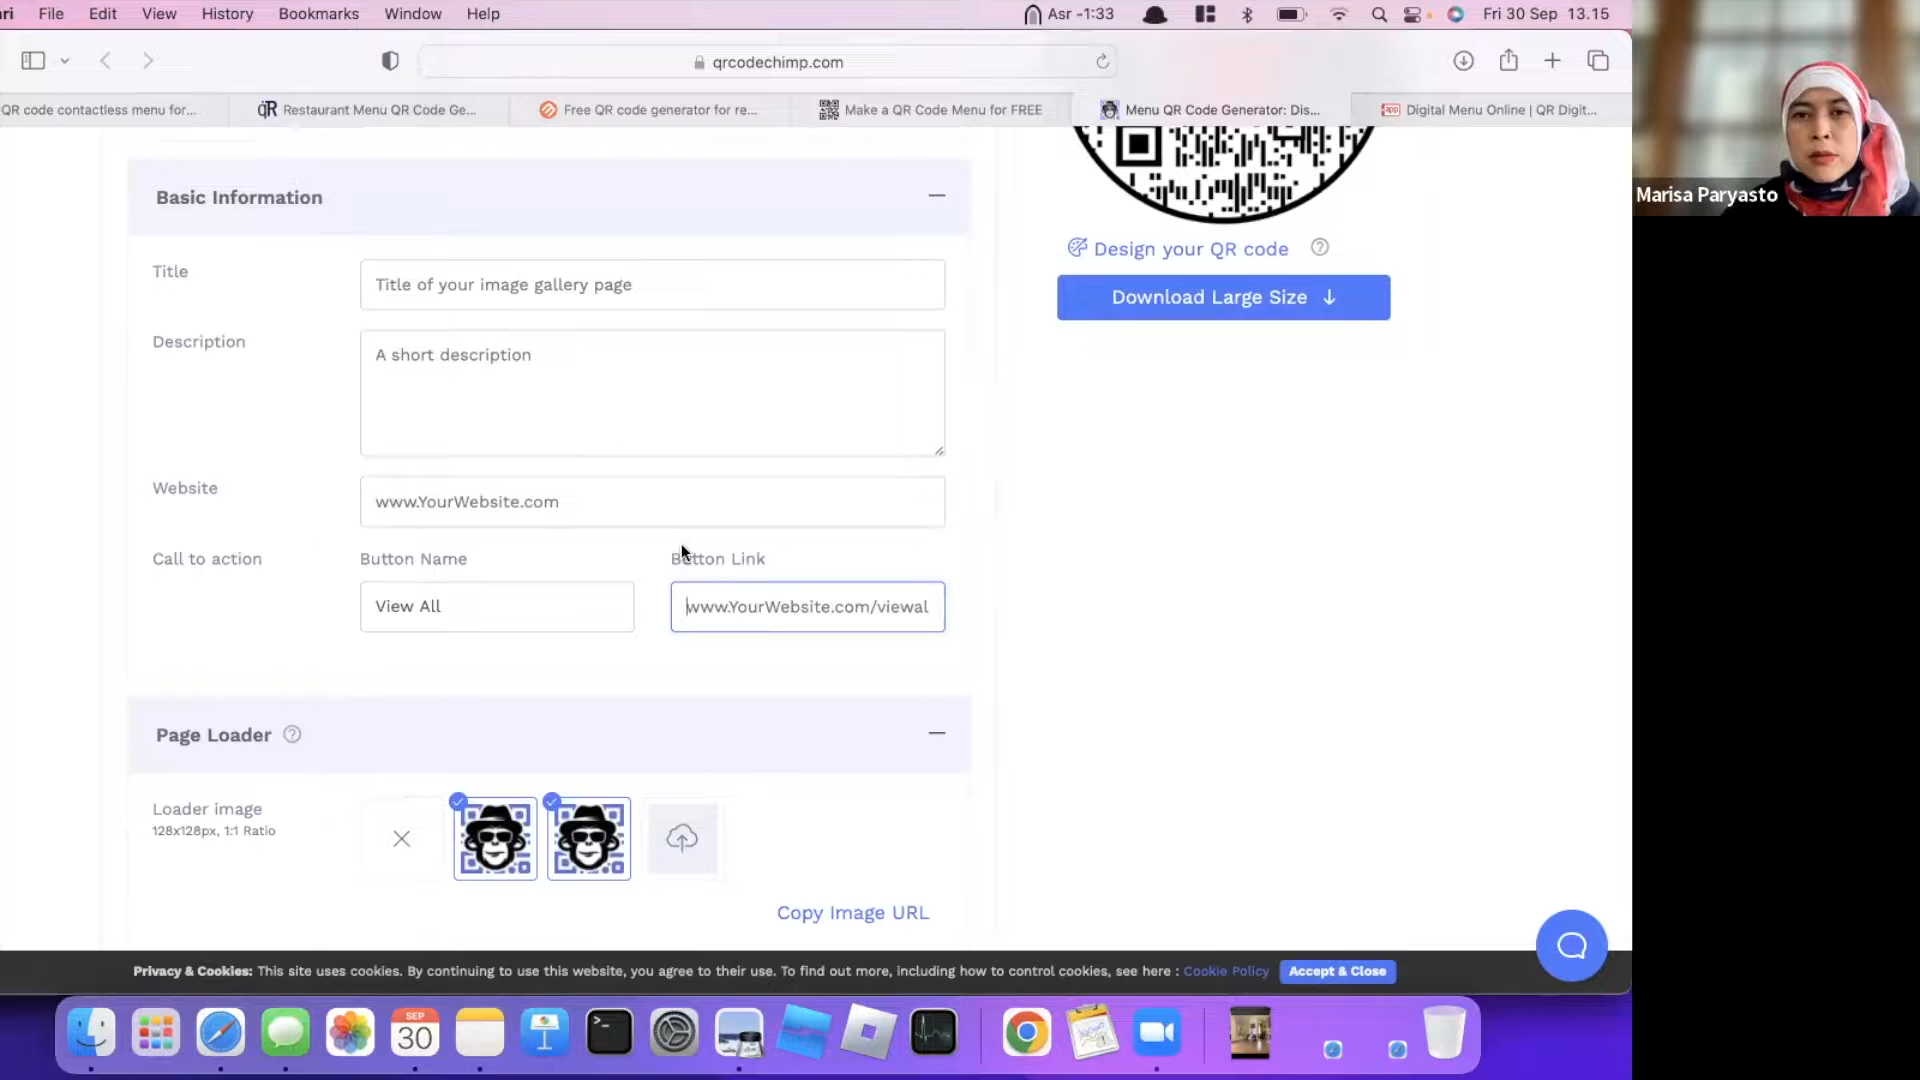 ri File Edit View History Bookmarks Window Help Asr -1:33 Fri 30 Sep 13.15
qrcodechimp.com
QR code contactless menu for... QR Restaurant Menu QR Code Ge... Free QR code generator for re... Make a QR Code Menu for FREE Menu QR Code Generator: Dis... app Digital Menu Online | QR Digit...
Marisa Paryasto
Basic Information
Design your QR code ?
Download Large Size
Title
Title of your image gallery page
Description
A short description
Website
www.YourWebsite.com
Call to action Button Name Button Link
View All www.YourWebsite.com/viewal
Page Loader ?
Loader image
128x128px, 1:1 Ratio
Copy Image URL
Privacy & Cookies: This site uses cookies. By continuing to use this website, you agree to their use. To find out more, including how to control cookies, see here : Cookie Policy Accept & Close
SEP
30